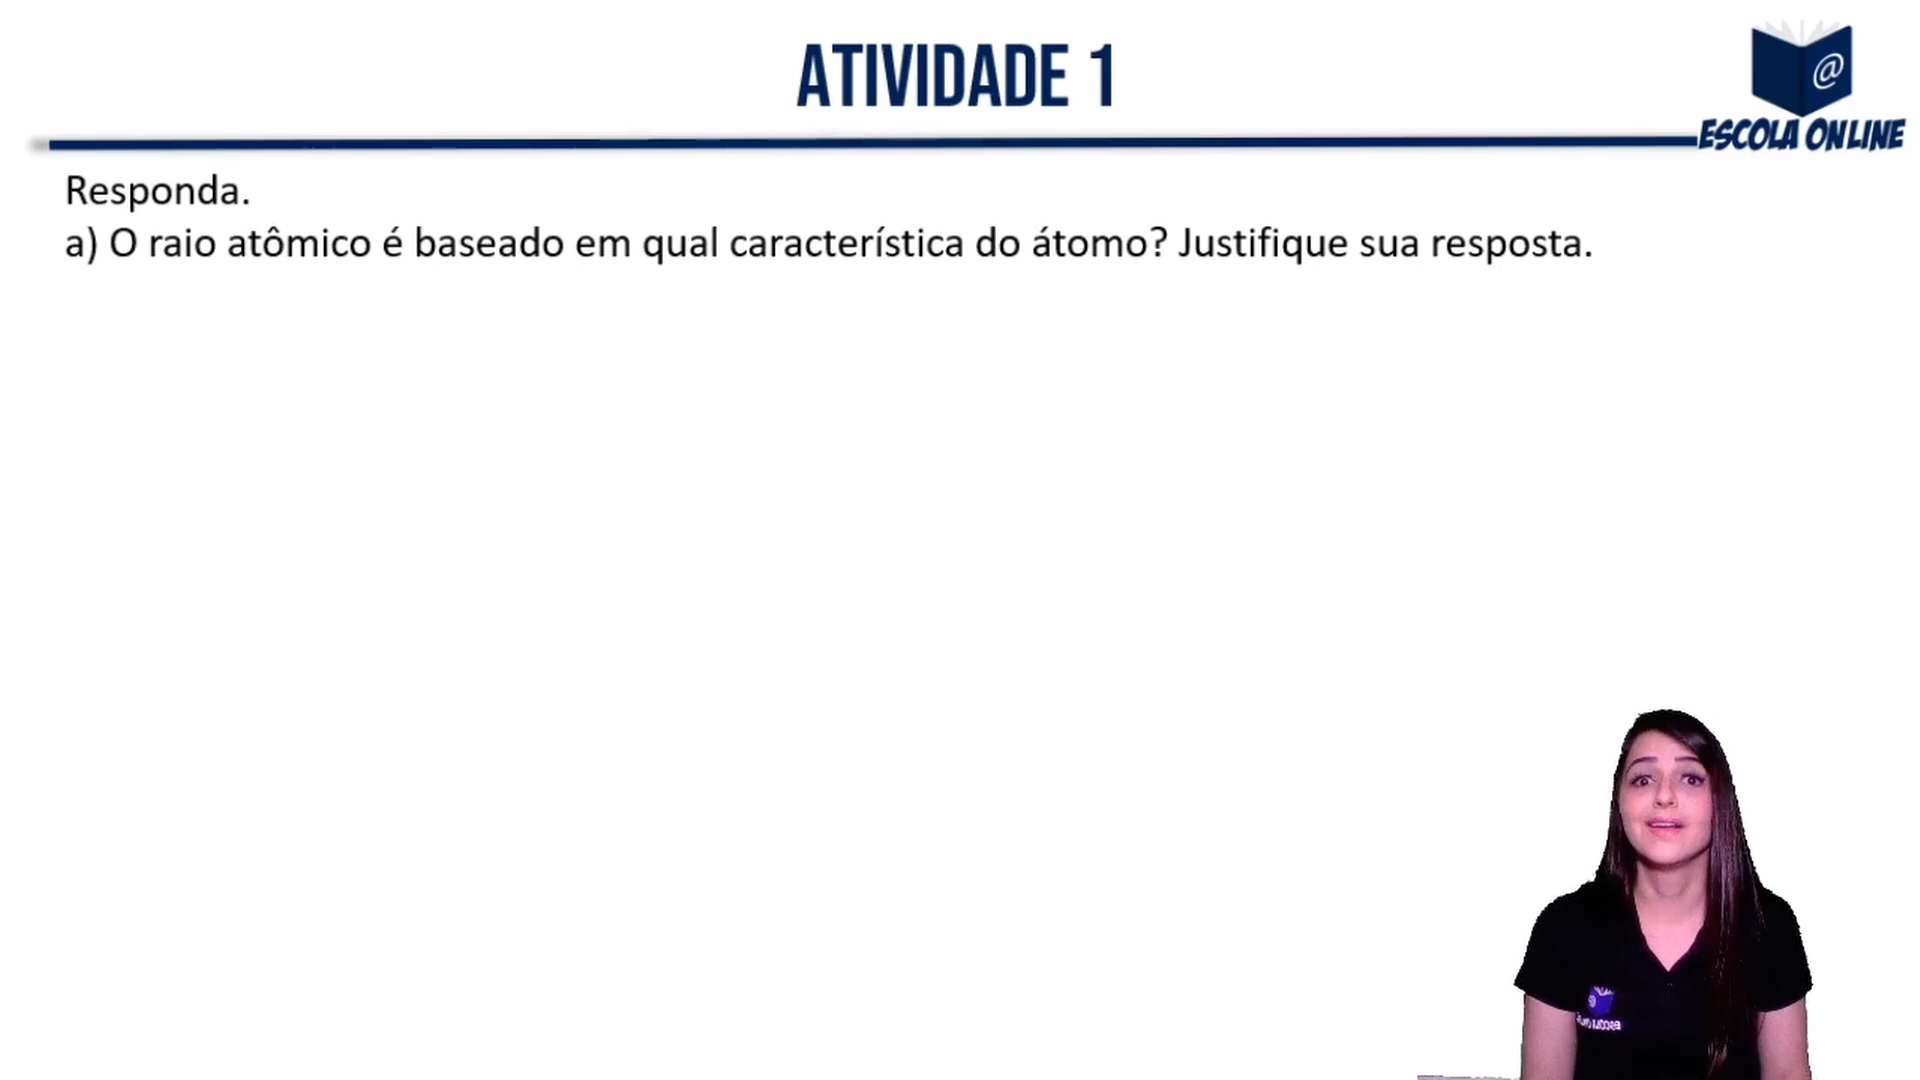 ATIVIDADE 1
@
ESCOLA ONLINE
Responda.
a) O raio atômico é baseado em qual característica do átomo? Justifique sua resposta.